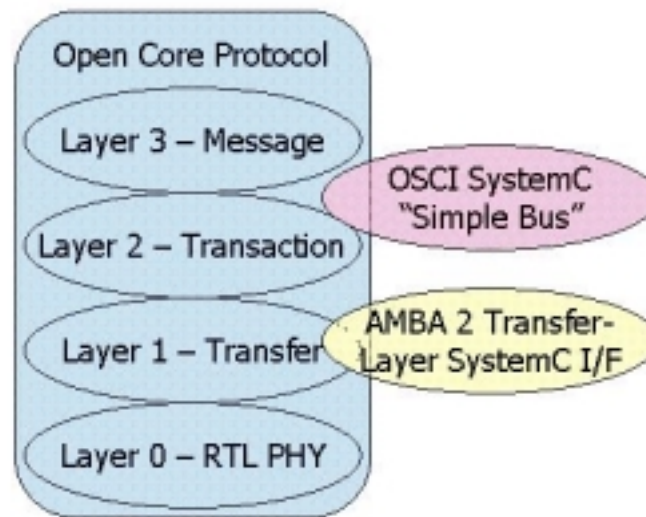 Open Core Protocol
Layer 3 – Message
OSCI SystemC
"Simple Bus"
Layer 2 – Transaction
AMBA 2 Transfer-
Layer SystemC I/F
Layer 1 – Transfer
Layer 0 – RTL PHY